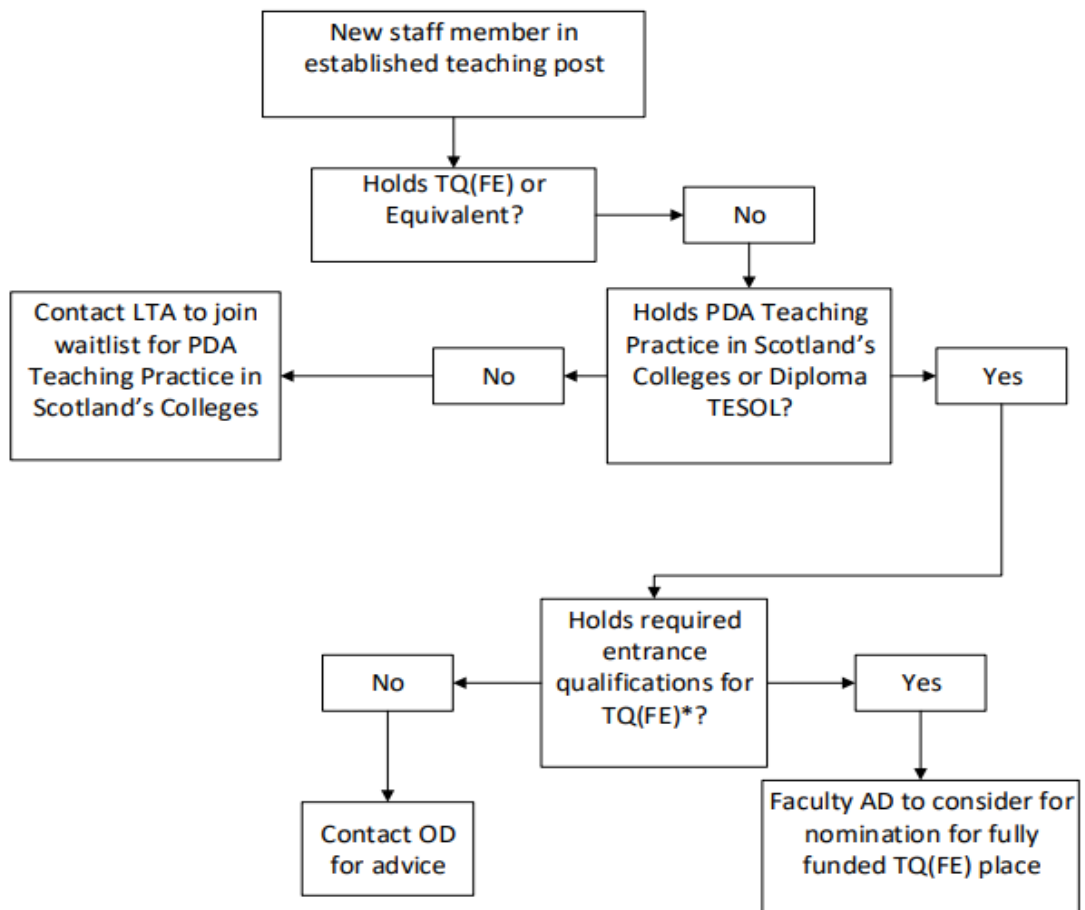 New staff member in
established teaching post
Holds TQ(FE) or
Equivalent?
No
Contact LTA to join
waitlist for PDA
Teaching Practice in
Scotland’s Colleges
No
Holds PDA Teaching
Practice in Scotland’s
Colleges or Diploma
TESOL?
Yes
No
Holds required
entrance
qualifications for
TQ(FE)*?
Yes
Contact OD
for advice
Faculty AD to consider for
nomination for fully
funded TQ(FE) place